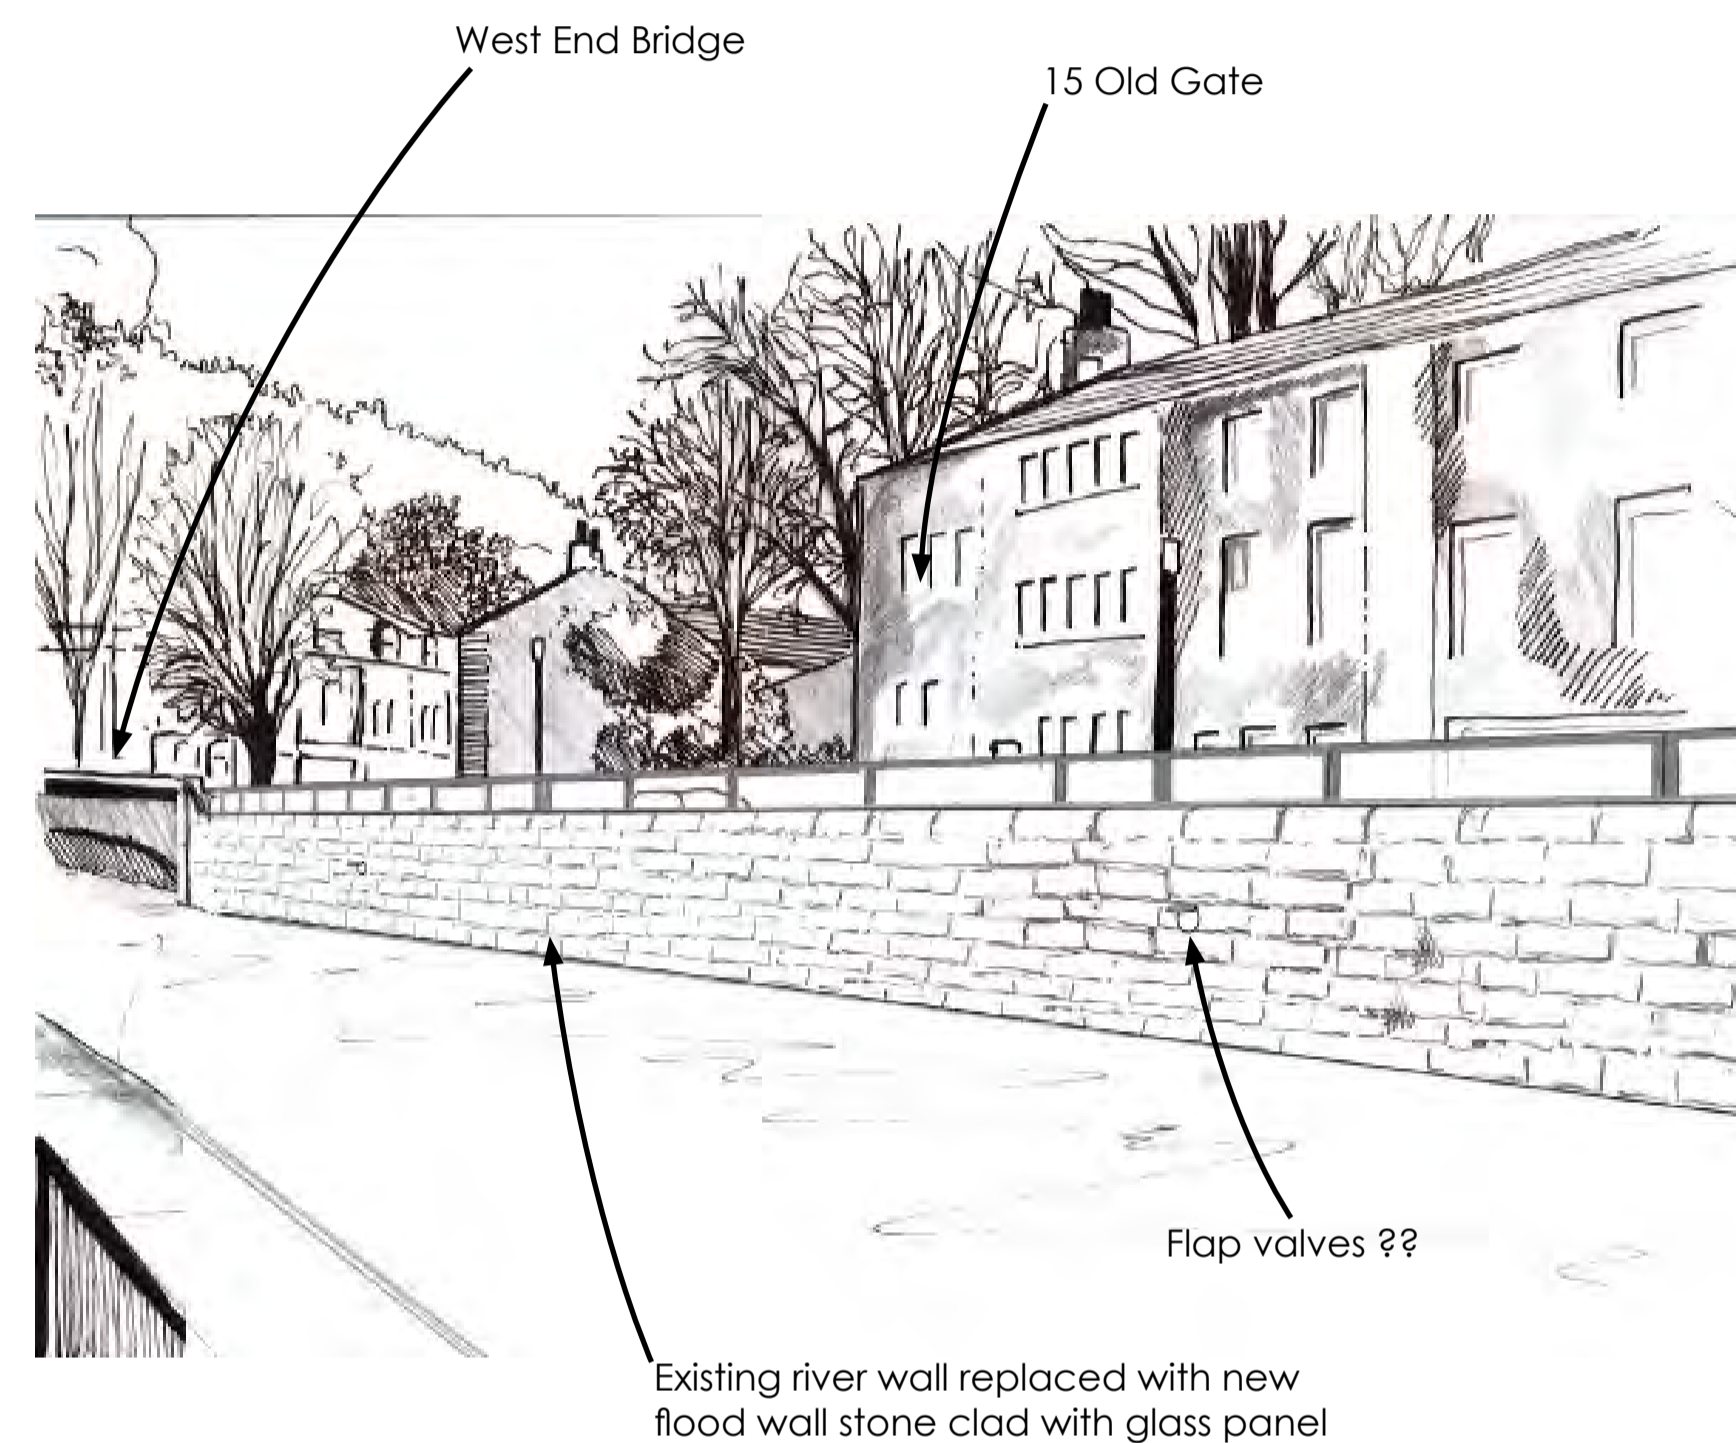 West End Bridge
15 Old Gate
Flap valves ??
Existing river wall replaced with new
flood wall stone clad with glass panel